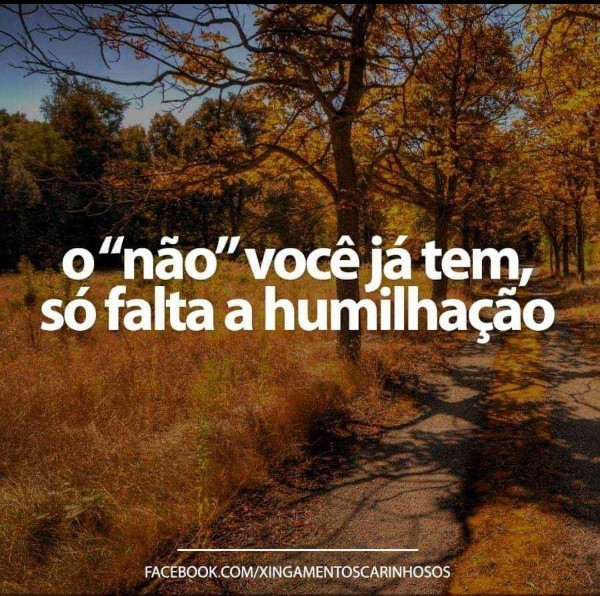 o “não” você já tem,
só falta a humilhação
FACEBOOK.COM/XINGAMENTOSCARINHOSOS